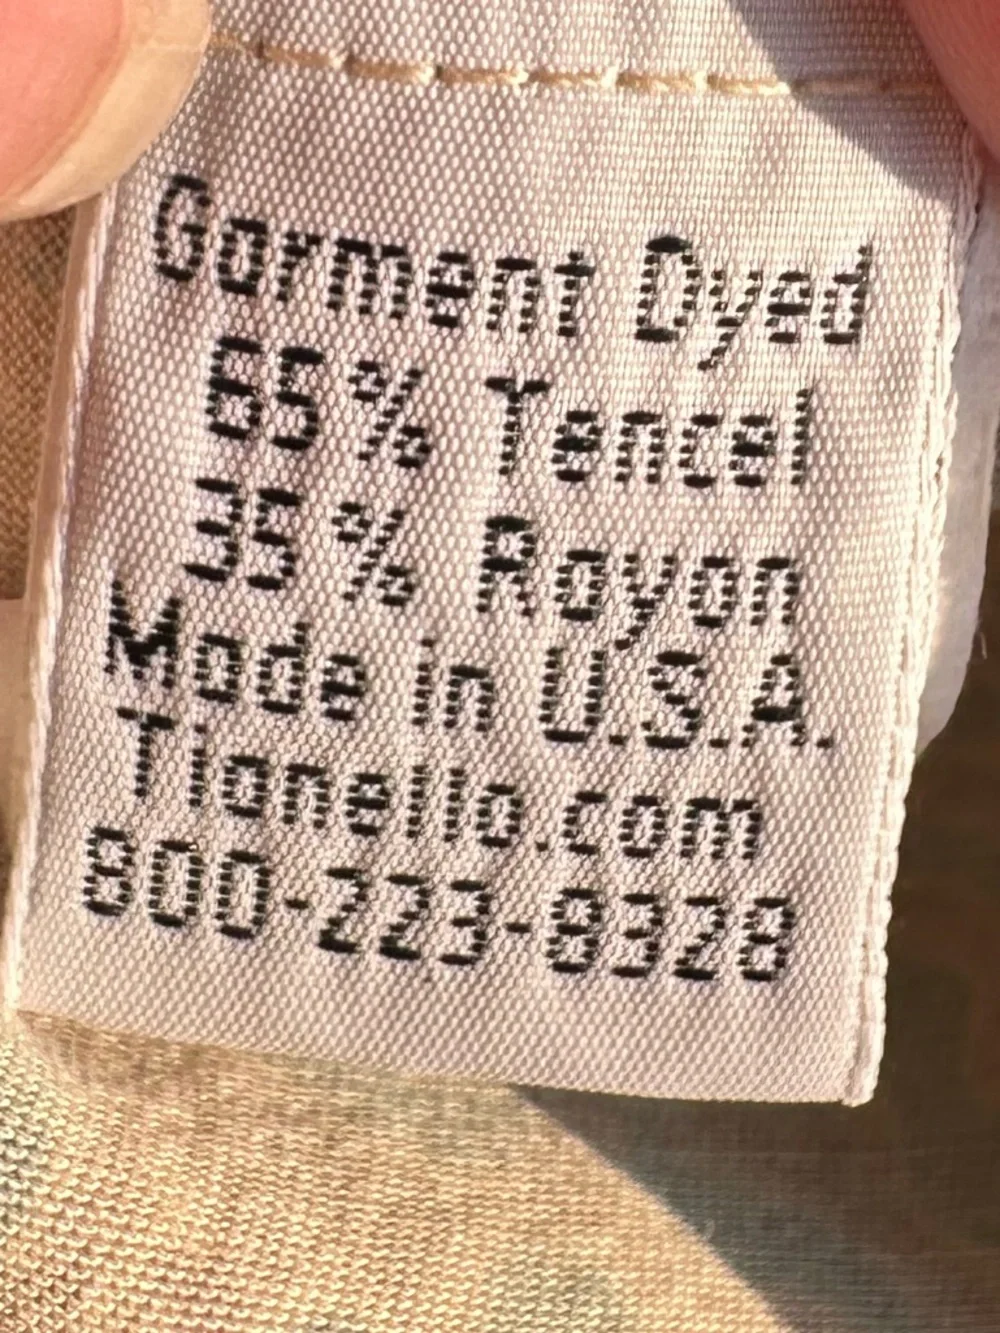 Garment Dyed
65% Tencel
35% Rayon
Made in U.S.A.
Tianello.com
800-223-8328